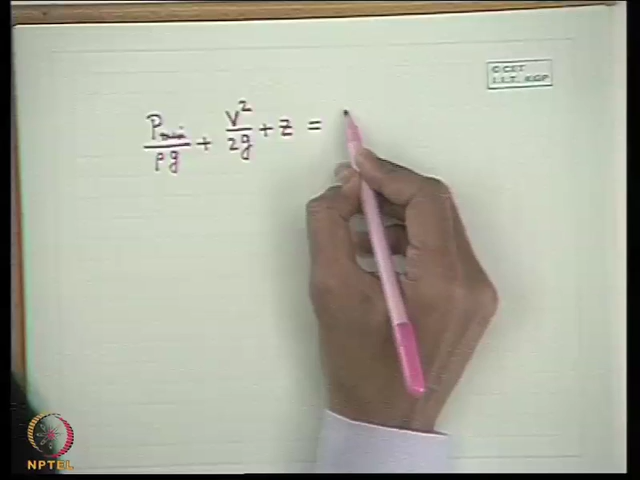 P_min/ρg + V²/2g + z =
© CET
I.I.T. KGP
NPTEL